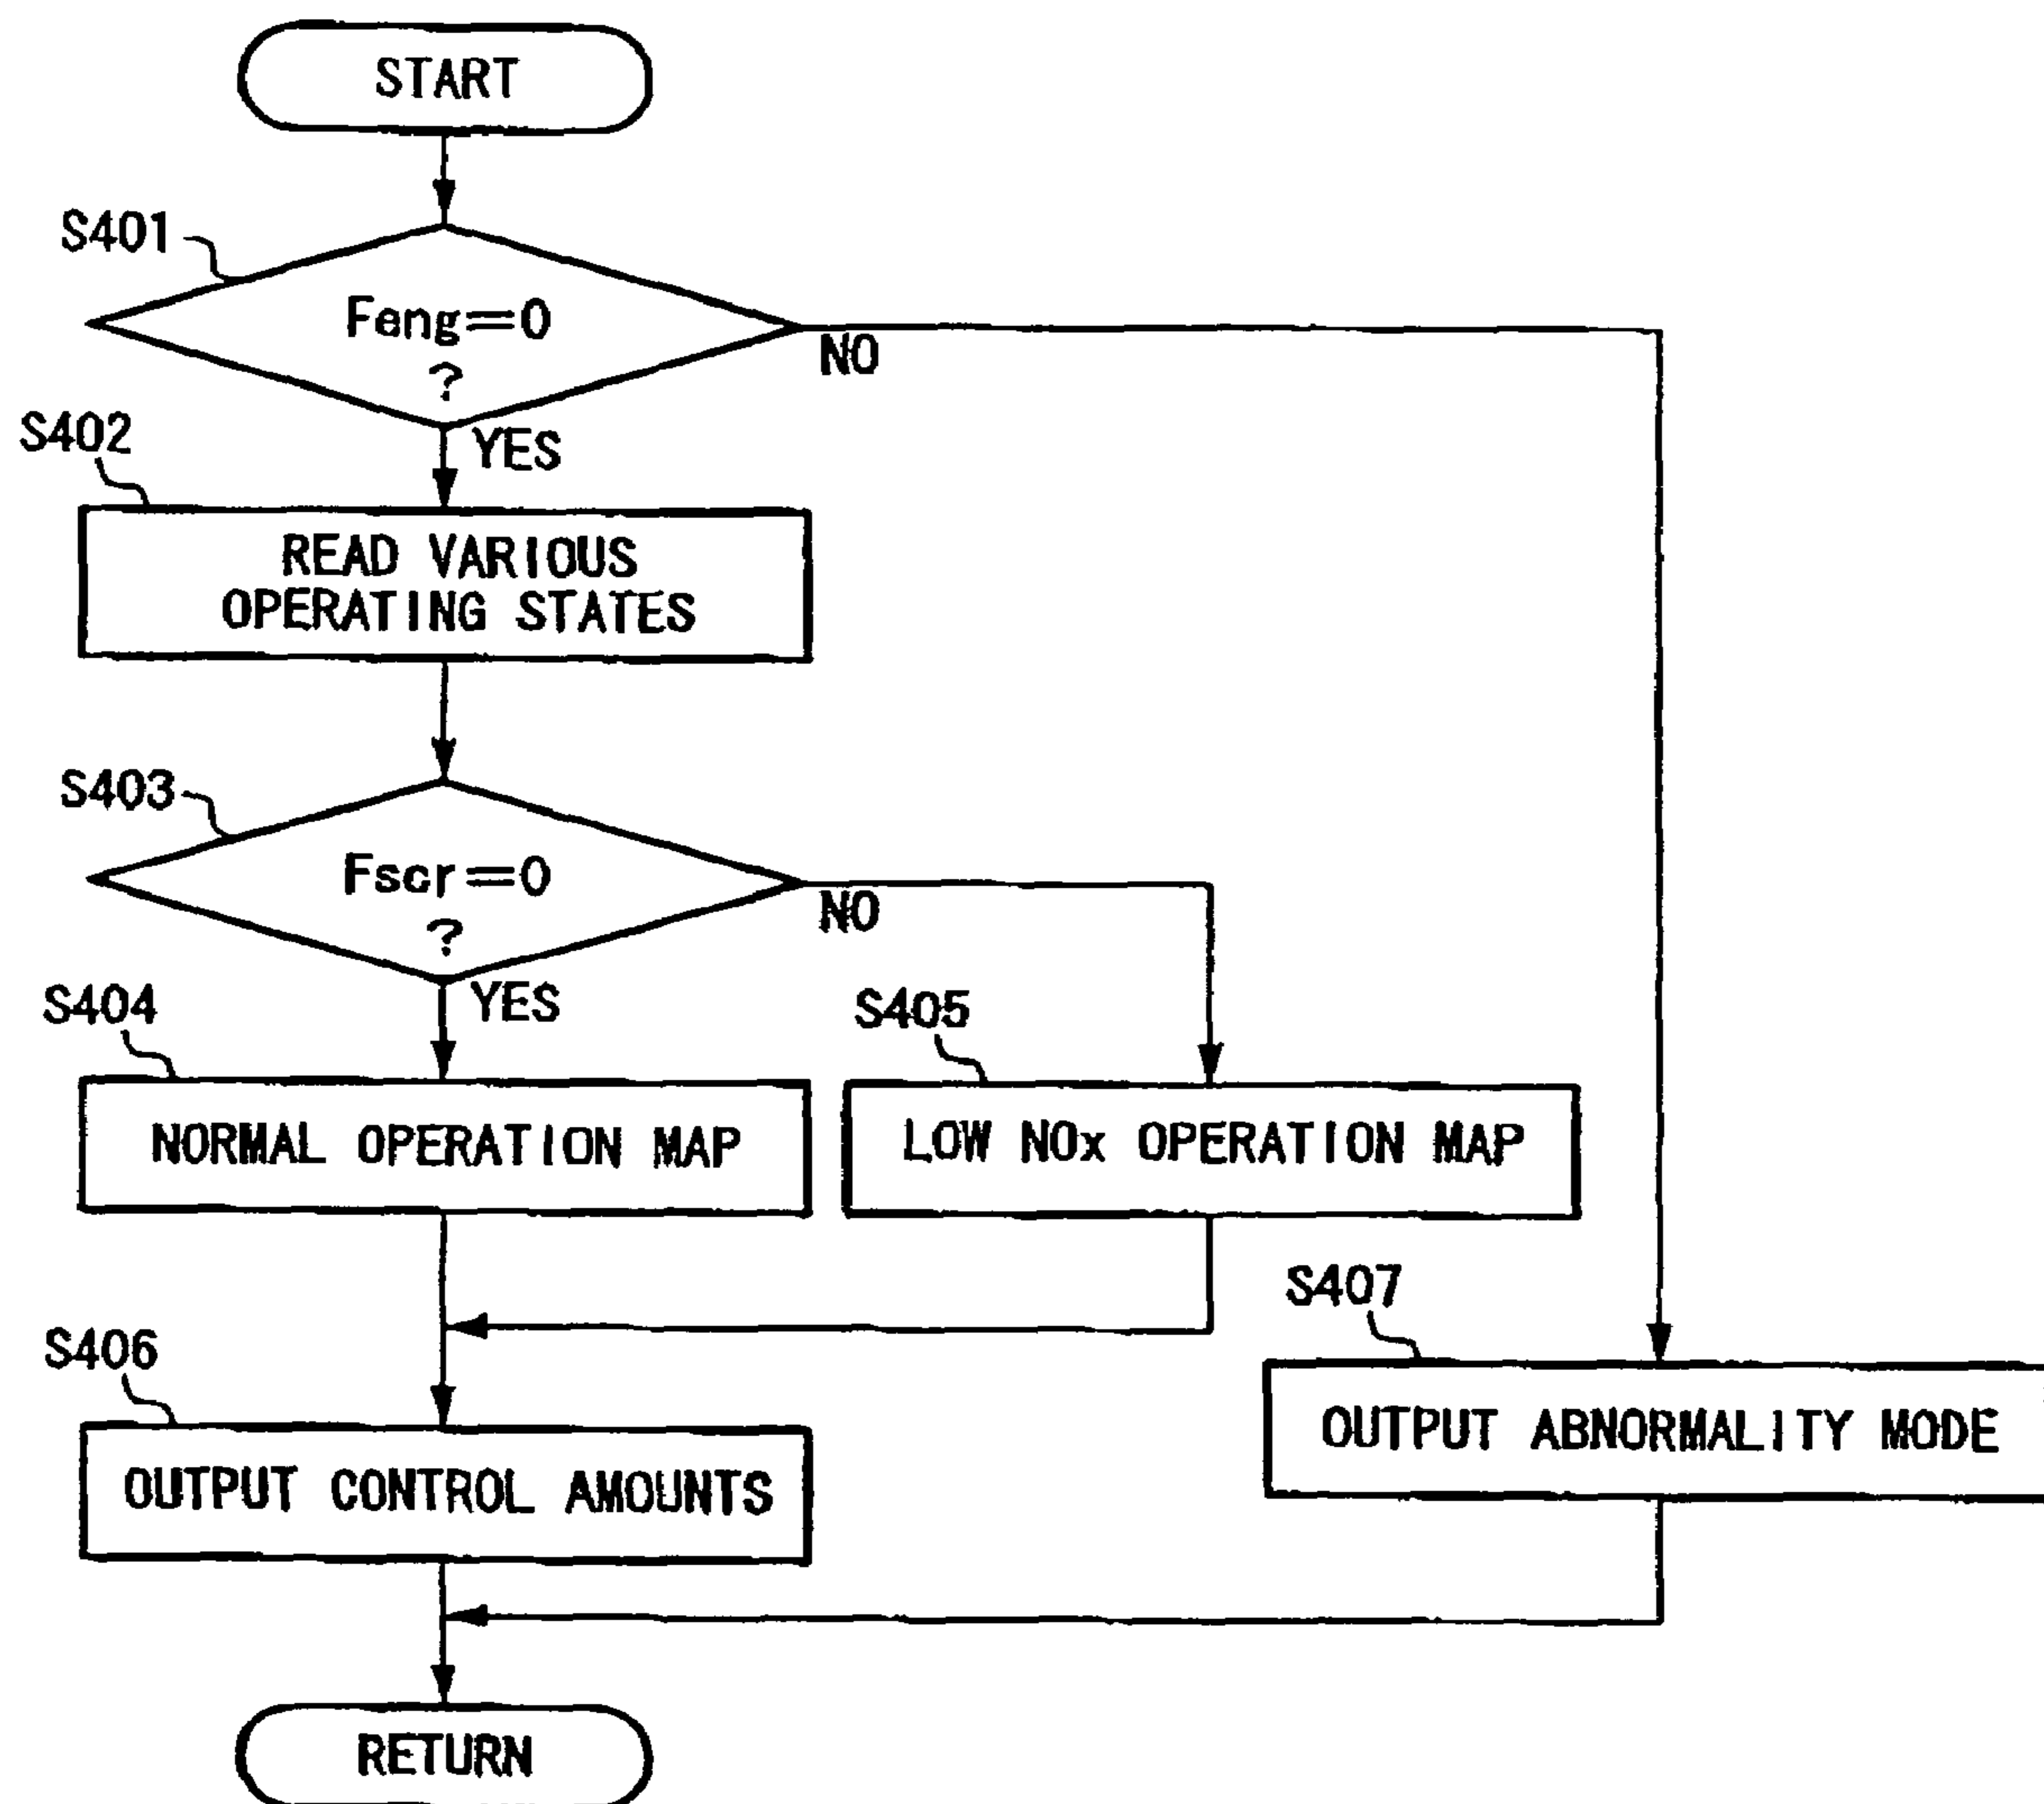 START
S401
Feng=0
?
NO
YES
S402
READ VARIOUS
OPERATING STATES
S403
Fscr=0
?
NO
YES
S404
NORMAL OPERATION MAP
S405
LOW NOx OPERATION MAP
S407
OUTPUT ABNORMALITY MODE
S406
OUTPUT CONTROL AMOUNTS
RETURN